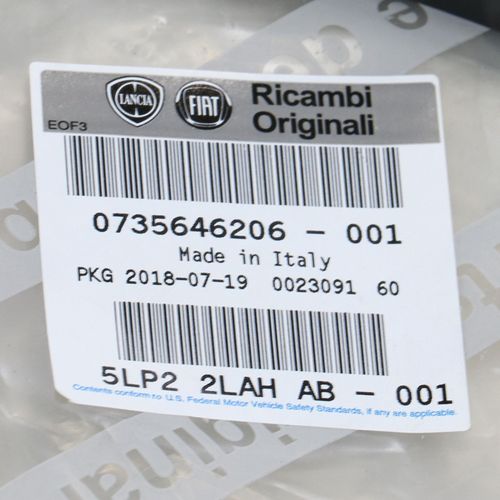 LANCIA FIAT Ricambi
Originali
EOF3
0735646206 - 001
Made in Italy
PKG 2018-07-19 0023091 60
5LP2 2LAH AB - 001
Contents conform to U.S. Federal Motor Vehicle Safety Standards, if any are applicable.